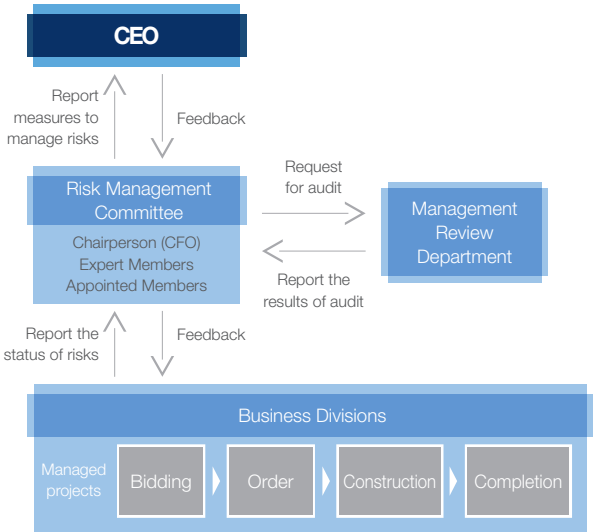 CEO
Report
measures to
manage risks
Feedback
Risk Management
Committee
Chairperson (CFO)
Expert Members
Appointed Members
Request
for audit
Management
Review
Department
Report the
results of audit
Report the
status of risks
Feedback
Business Divisions
Managed
projects
Bidding
Order
Construction
Completion